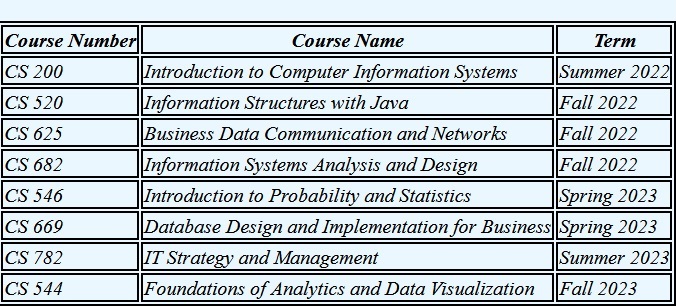 Course Number Course Name Term
CS 200 Introduction to Computer Information Systems Summer 2022
CS 520 Information Structures with Java Fall 2022
CS 625 Business Data Communication and Networks Fall 2022
CS 682 Information Systems Analysis and Design Fall 2022
CS 546 Introduction to Probability and Statistics Spring 2023
CS 669 Database Design and Implementation for Business Spring 2023
CS 782 IT Strategy and Management Summer 2023
CS 544 Foundations of Analytics and Data Visualization Fall 2023